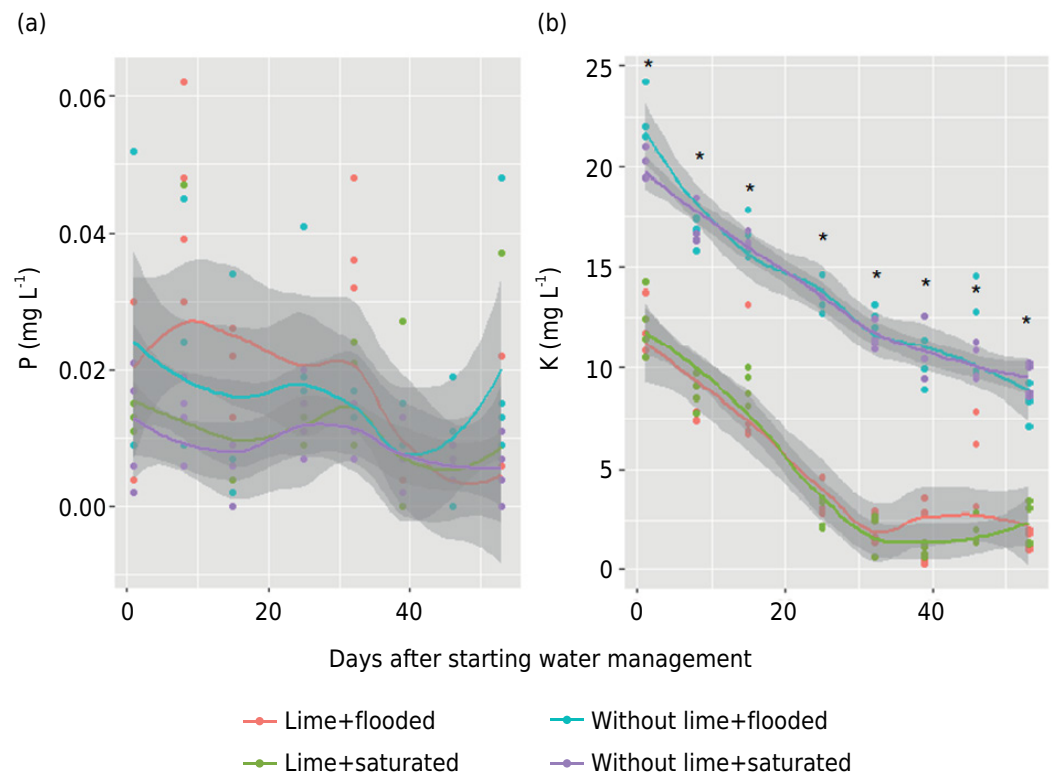 (a)
(b)
P (mg L⁻¹)
0.06
0.04
0.02
0.00
0
20
40
K (mg L⁻¹)
25
20
15
10
5
0
0
20
40
*
*
*
*
*
*
*
*
Days after starting water management
Lime+flooded
Without lime+flooded
Lime+saturated
Without lime+saturated